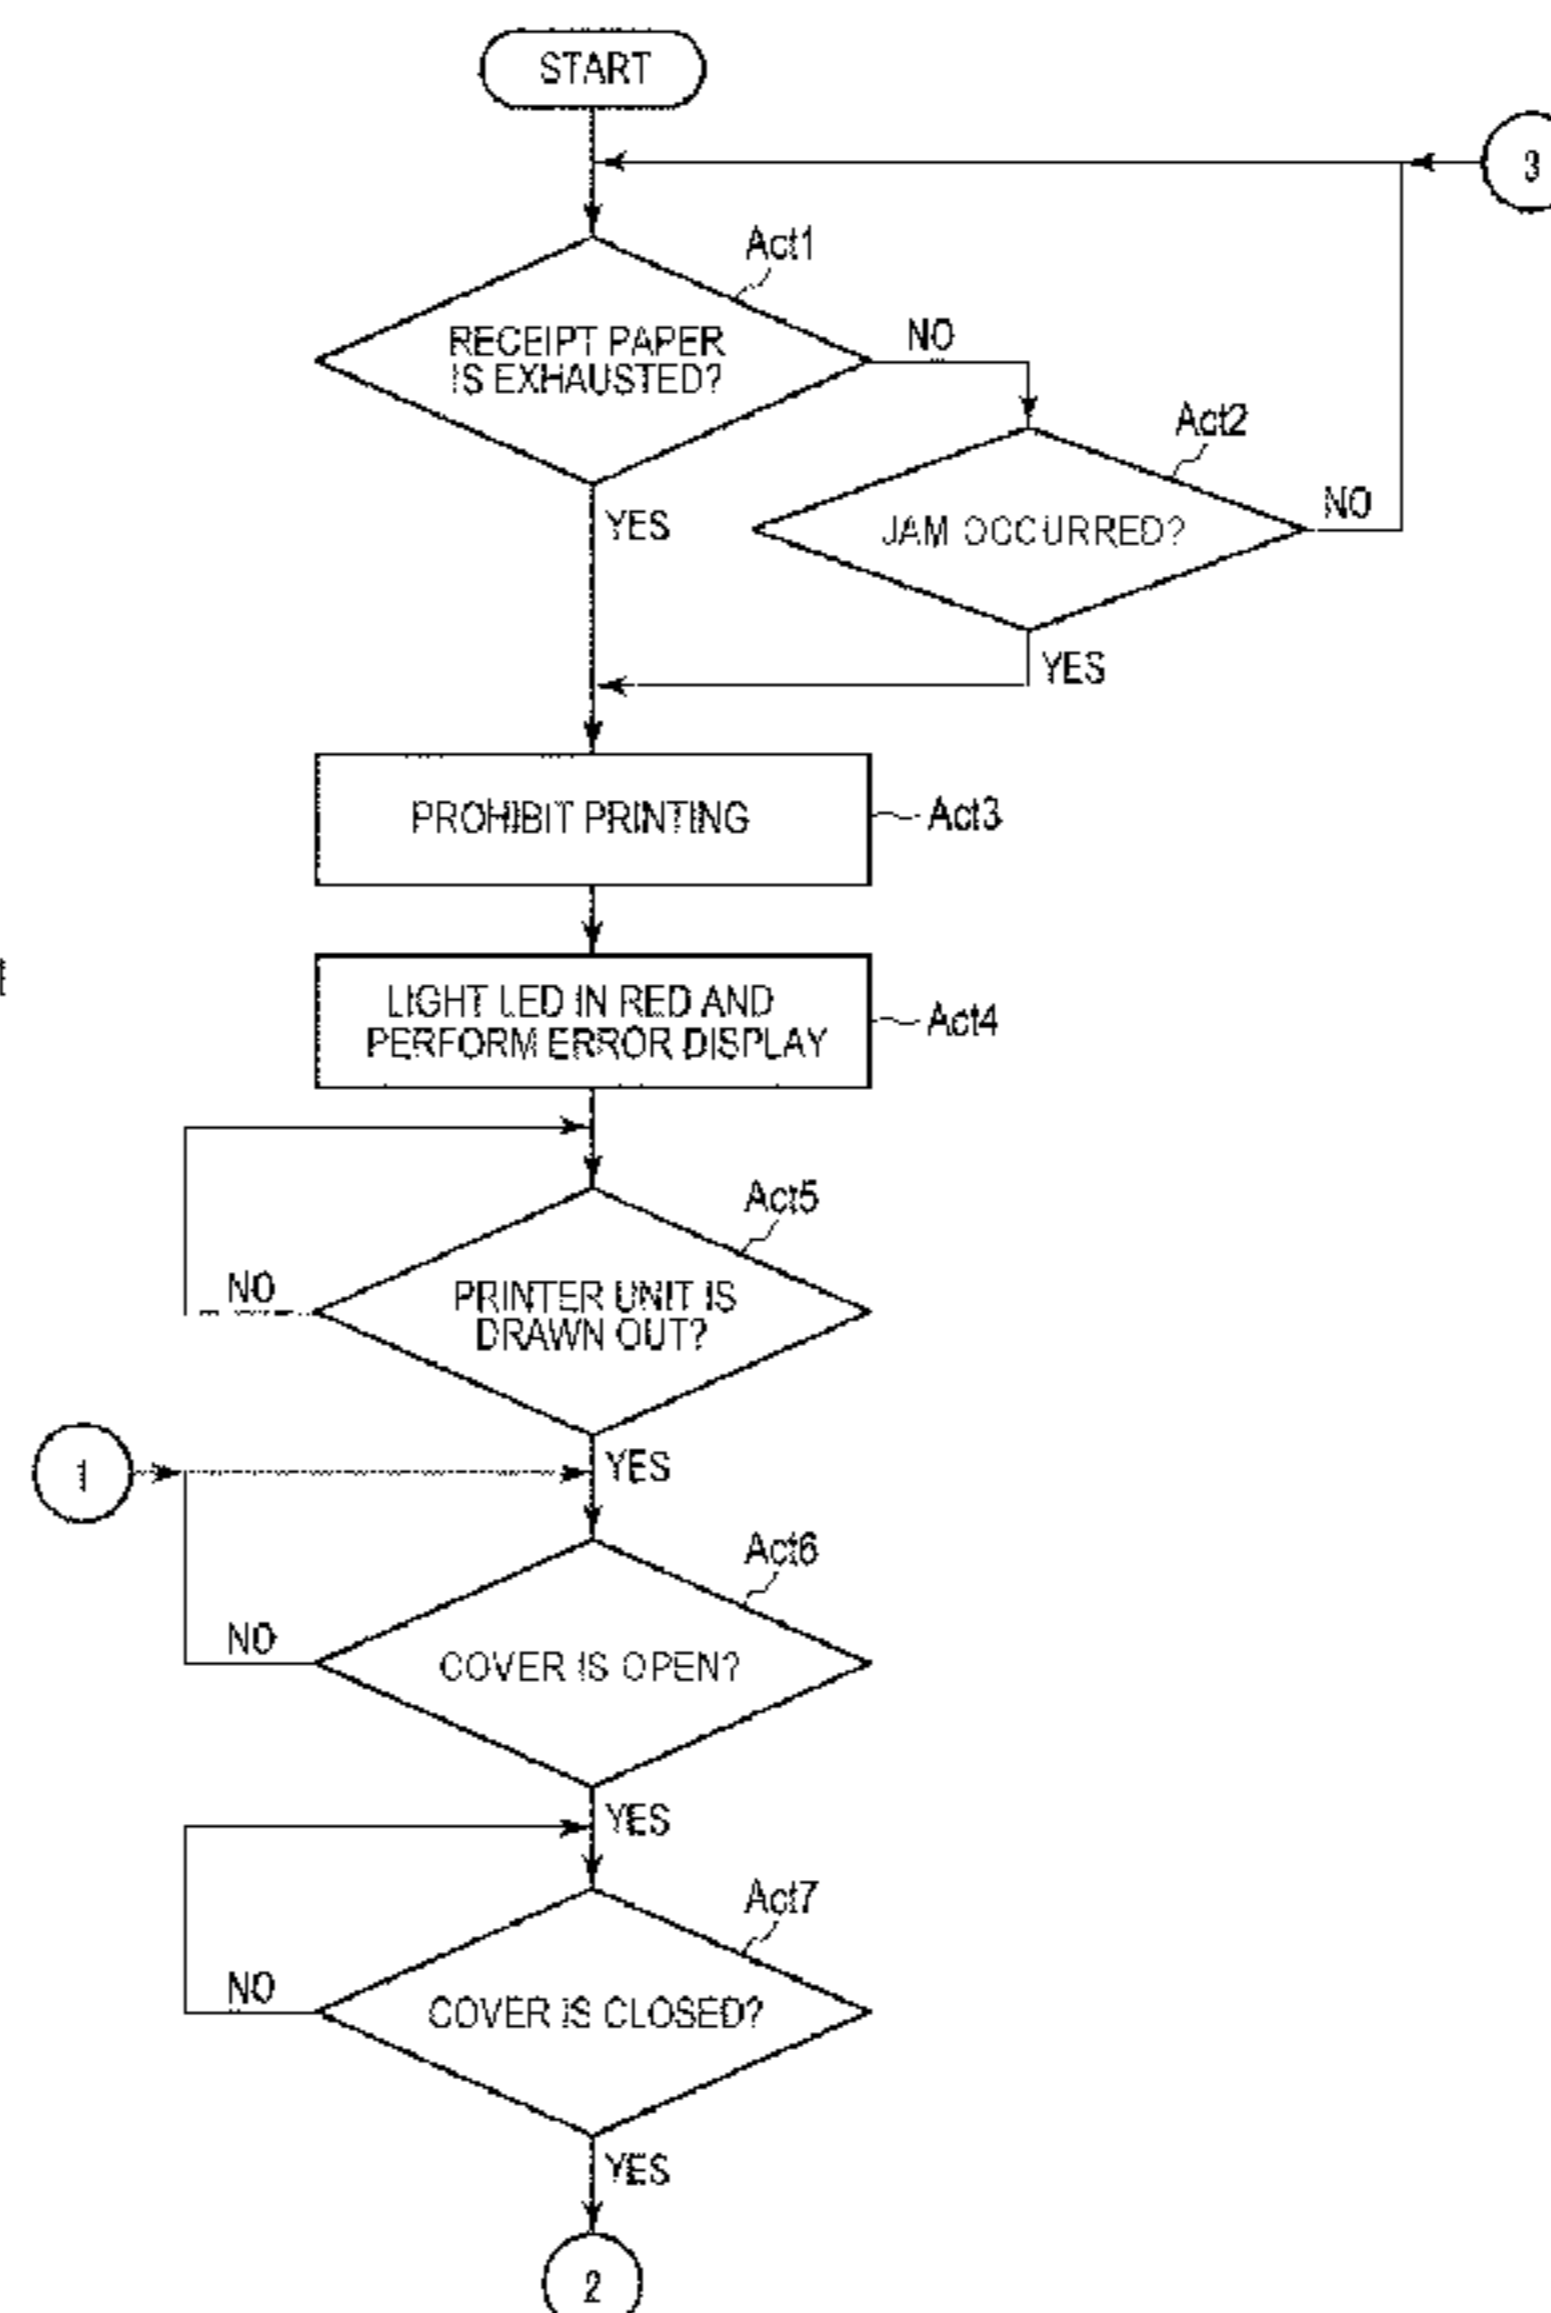 START
3
Act1
RECEIPT PAPER
IS EXHAUSTED?
NO
Act2
JAM OCCURRED?
NO
YES
YES
PROHIBIT PRINTING
Act3
LIGHT LED IN RED AND
PERFORM ERROR DISPLAY
Act4
Act5
PRINTER UNIT IS
DRAWN OUT?
NO
1
YES
Act6
COVER IS OPEN?
NO
YES
Act7
COVER IS CLOSED?
NO
YES
2